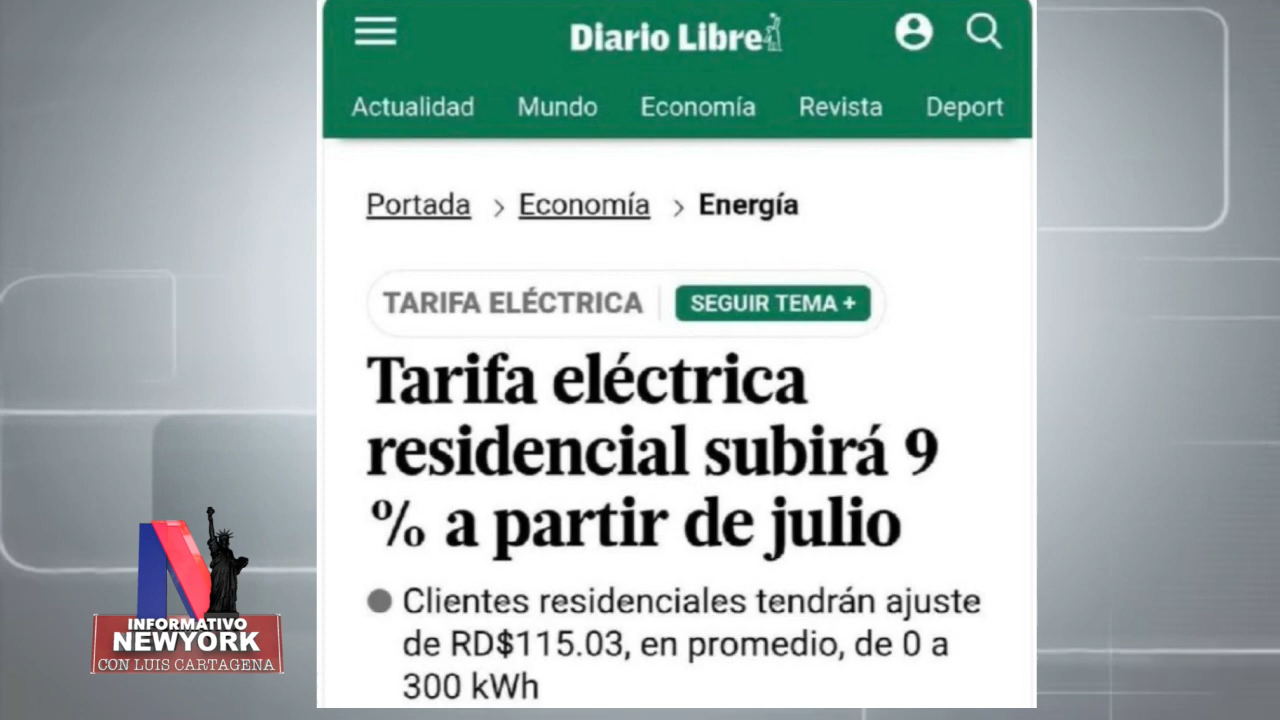 Diario Libre
Actualidad Mundo Economía Revista Deport
Portada > Economía > Energía
TARIFA ELÉCTRICA SEGUIR TEMA +
Tarifa eléctrica
residencial subirá 9
% a partir de julio
Clientes residenciales tendrán ajuste
de RD$115.03, en promedio, de 0 a
300 kWh
INFORMATIVO
NEWYORK
CON LUIS CARTAGENA